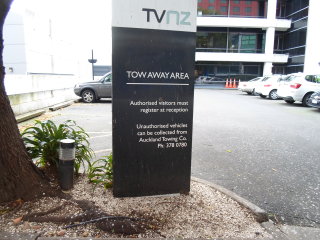 TVNZ
TOW AWAY AREA
Authorised visitors must
register at reception
Unauthorised vehicles
can be collected from
Auckland Towing Co.
Ph: 378 0780